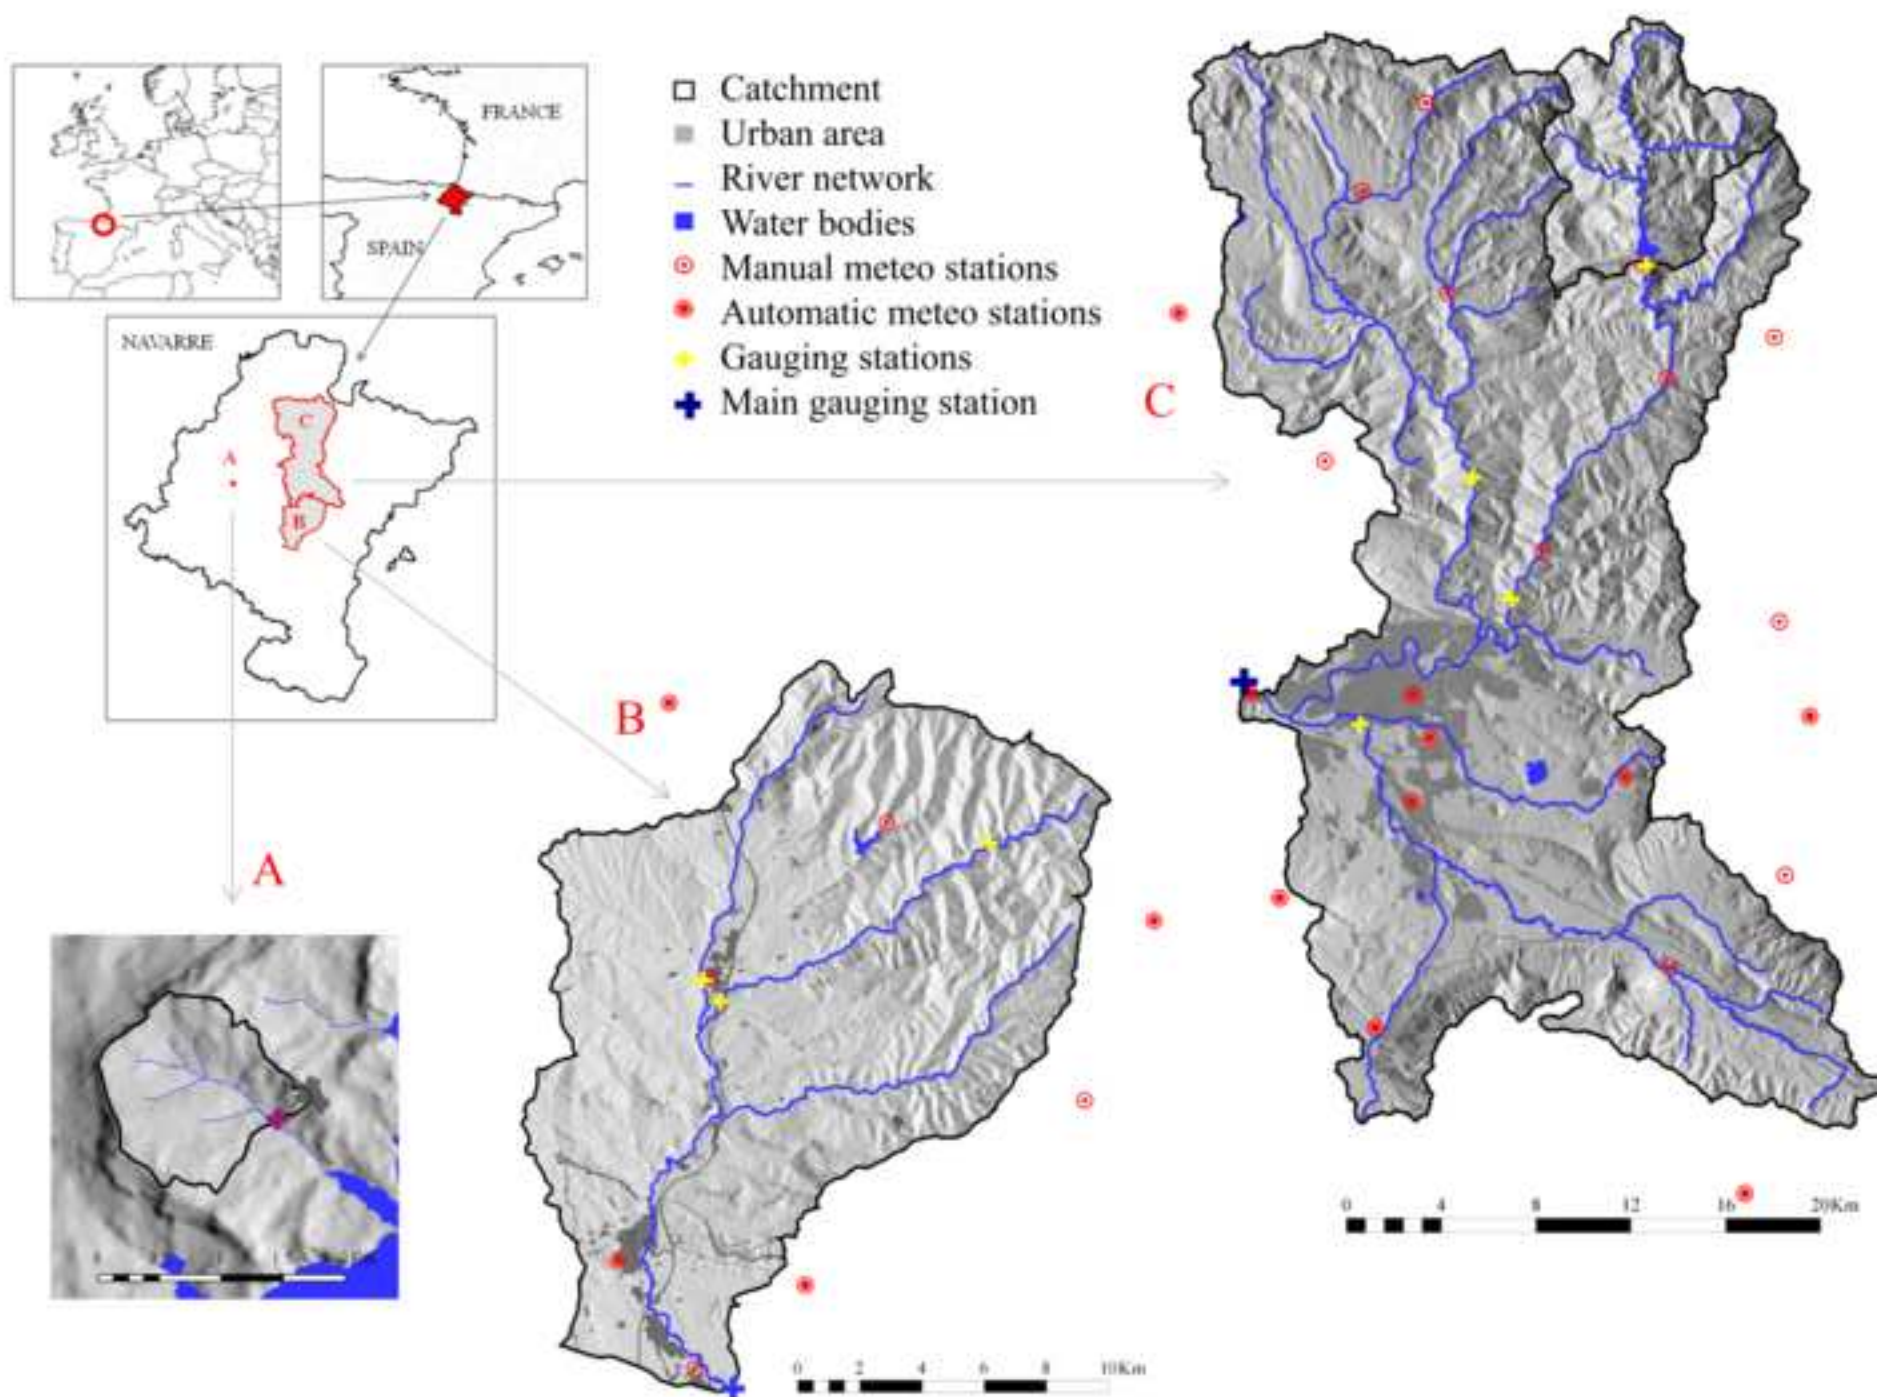 FRANCE
SPAIN
NAVARRE
C
A
B
Catchment
Urban area
River network
Water bodies
Manual meteo stations
Automatic meteo stations
Gauging stations
Main gauging station
C
B
A
0 4 8 12 16 20Km
0 2 4 6 8 10Km